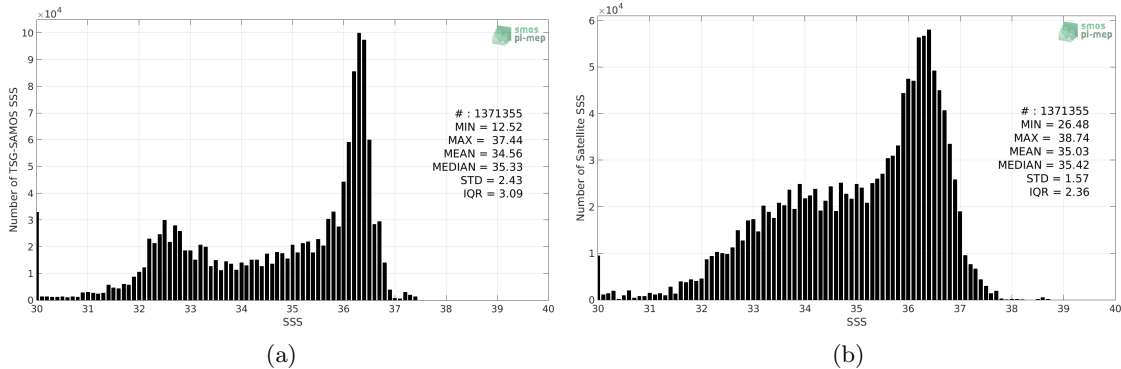 ×10⁴
smos
pi-mep
10
9
8
7
6
5
4
3
2
1
0
Number of TSG-SAMOS SSS
# : 1371355
MIN = 12.52
MAX = 37.44
MEAN = 34.56
MEDIAN = 35.33
STD = 2.43
IQR = 3.09
30 31 32 33 34 35 36 37 38 39 40
SSS
(a)
×10⁴
smos
pi-mep
6
5
4
3
2
1
0
Number of Satellite SSS
# : 1371355
MIN = 26.48
MAX = 38.74
MEAN = 35.03
MEDIAN = 35.42
STD = 1.57
IQR = 2.36
30 31 32 33 34 35 36 37 38 39 40
SSS
(b)